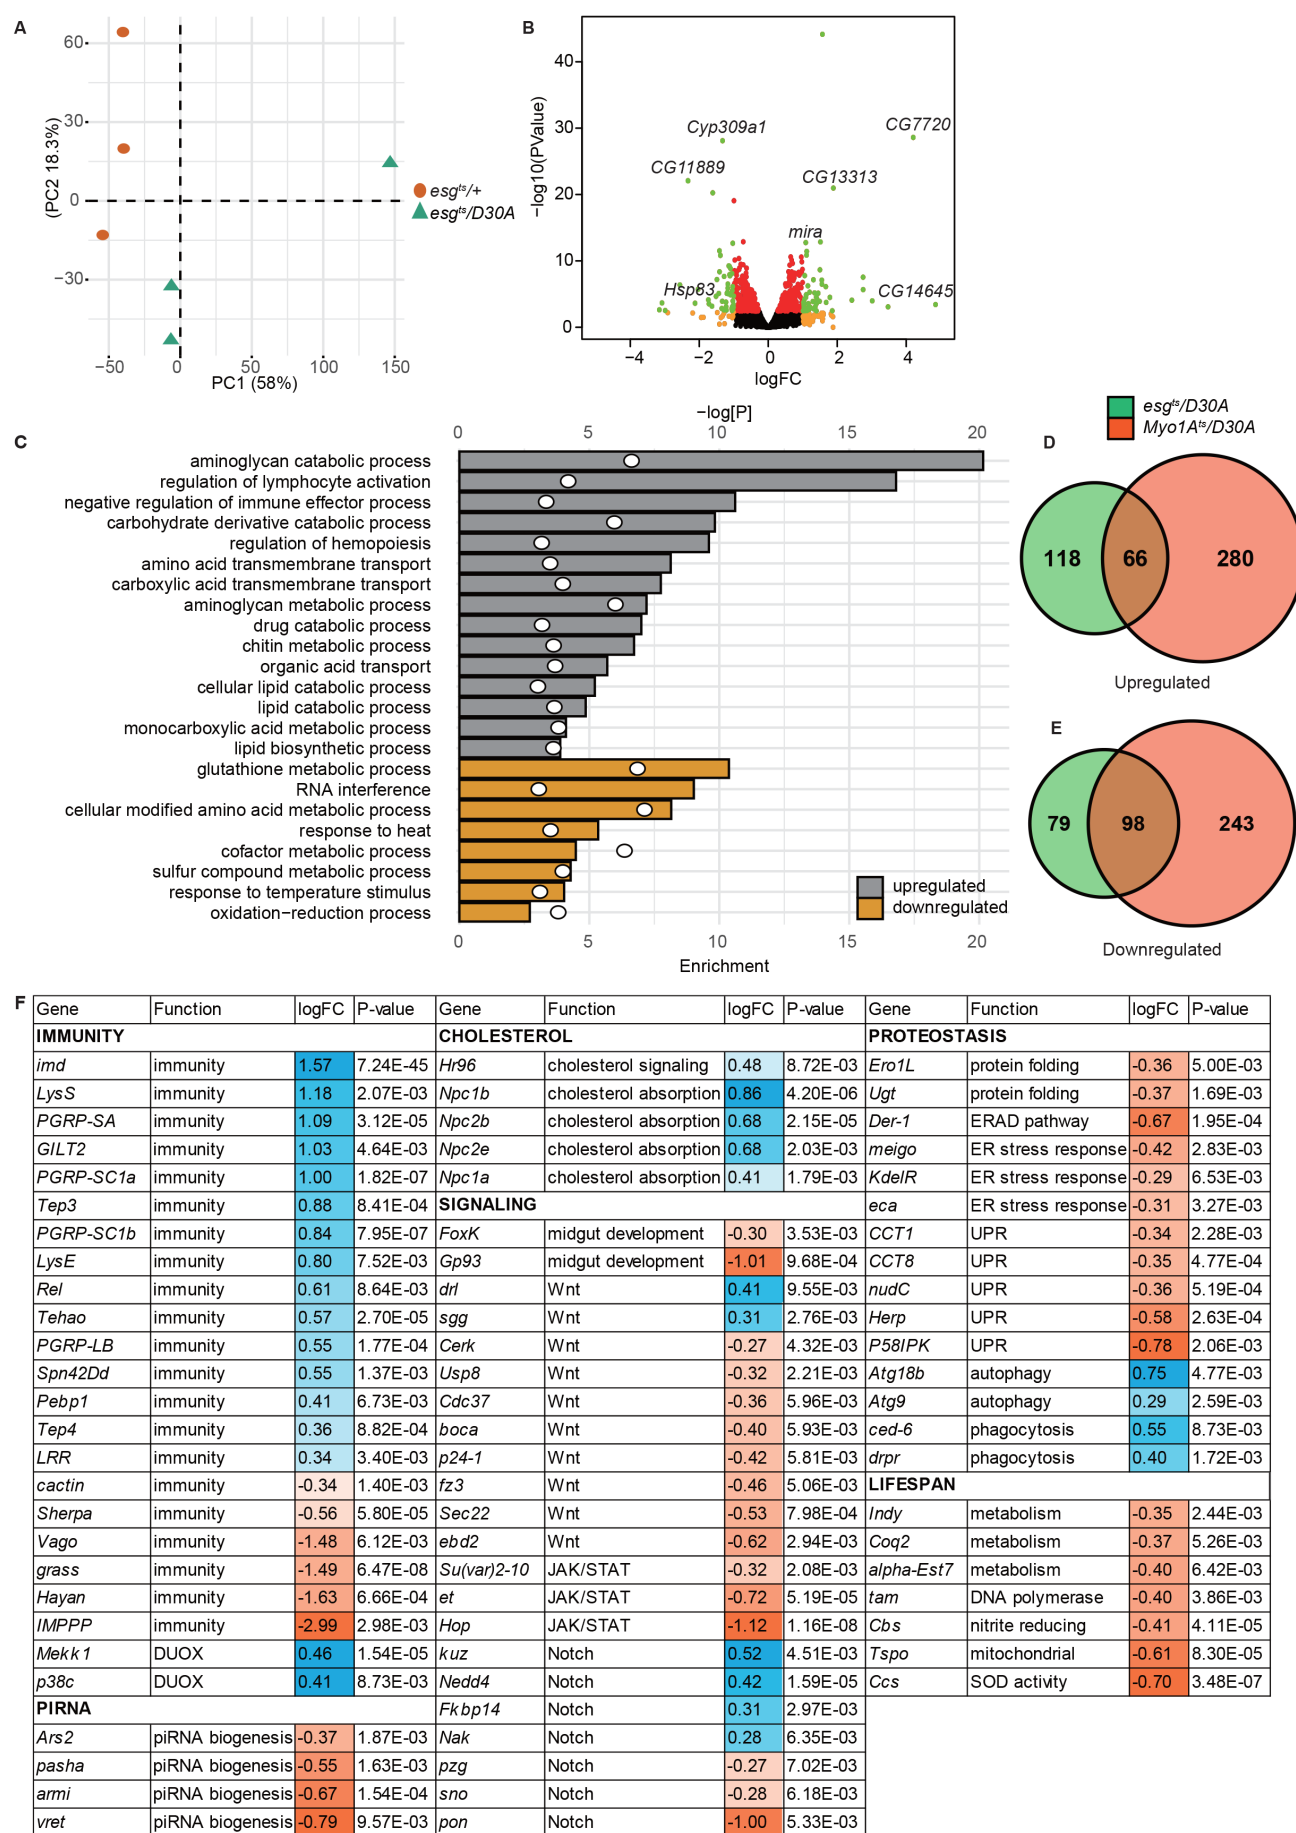 A
60
30
0
−30
−50
0
50
100
150
(PC2 18.3%)
PC1 (58%)
esgts/+
esgts/D30A
B
40
30
20
10
0
−4
−2
0
2
4
−log10(PValue)
logFC
Cyp309a1
CG7720
CG11889
CG13313
mira
Hsp83
CG14645
C
−log[P]
0 5 10 15 20
aminoglycan catabolic process
regulation of lymphocyte activation
negative regulation of immune effector process
carbohydrate derivative catabolic process
regulation of hemopoiesis
amino acid transmembrane transport
carboxylic acid transmembrane transport
aminoglycan metabolic process
drug catabolic process
chitin metabolic process
organic acid transport
cellular lipid catabolic process
lipid catabolic process
monocarboxylic acid metabolic process
lipid biosynthetic process
glutathione metabolic process
RNA interference
cellular modified amino acid metabolic process
response to heat
cofactor metabolic process
sulfur compound metabolic process
response to temperature stimulus
oxidation−reduction process
upregulated
downregulated
0 5 10 15 20
Enrichment
esgts/D30A
Myo1Ats/D30A
D
118 66 280
Upregulated
E
79 98 243
Downregulated
F
Gene Function logFC P-value Gene Function logFC P-value Gene Function logFC P-value
IMMUNITY CHOLESTEROL PROTEOSTASIS
imd immunity 1.57 7.24E-45 Hr96 cholesterol signaling 0.48 8.72E-03 Ero1L protein folding -0.36 5.00E-03
LysS immunity 1.18 2.07E-03 Npc1b cholesterol absorption 0.86 4.20E-06 Ugt protein folding -0.37 1.69E-03
PGRP-SA immunity 1.09 3.12E-05 Npc2b cholesterol absorption 0.68 2.15E-05 Der-1 ERAD pathway -0.67 1.95E-04
GILT2 immunity 1.03 4.64E-03 Npc2e cholesterol absorption 0.68 2.03E-03 meigo ER stress response -0.42 2.83E-03
PGRP-SC1a immunity 1.00 1.82E-07 Npc1a cholesterol absorption 0.41 1.79E-03 KdelR ER stress response -0.29 6.53E-03
Tep3 immunity 0.88 8.41E-04 SIGNALING eca ER stress response -0.31 3.27E-03
PGRP-SC1b immunity 0.84 7.95E-07 FoxK midgut development -0.30 3.53E-03 CCT1 UPR -0.34 2.28E-03
LysE immunity 0.80 7.52E-03 Gp93 midgut development -1.01 9.68E-04 CCT8 UPR -0.35 4.77E-04
Rel immunity 0.61 8.64E-03 drl Wnt 0.41 9.55E-03 nudC UPR -0.36 5.19E-04
Tehao immunity 0.57 2.70E-05 sgg Wnt 0.31 2.76E-03 Herp UPR -0.58 2.63E-04
PGRP-LB immunity 0.55 1.77E-04 Cerk Wnt -0.27 4.32E-03 P58IPK UPR -0.78 2.06E-03
Spn42Dd immunity 0.55 1.37E-03 Usp8 Wnt -0.32 2.21E-03 Atg18b autophagy 0.75 4.77E-03
Pebp1 immunity 0.41 6.73E-03 Cdc37 Wnt -0.36 5.96E-03 Atg9 autophagy 0.29 2.59E-03
Tep4 immunity 0.36 8.82E-04 boca Wnt -0.40 5.93E-03 ced-6 phagocytosis 0.55 8.73E-03
LRR immunity 0.34 3.40E-03 p24-1 Wnt -0.42 5.81E-03 drpr phagocytosis 0.40 1.72E-03
cactin immunity -0.34 1.40E-03 fz3 Wnt -0.46 5.06E-03 LIFESPAN
Sherpa immunity -0.56 5.80E-05 Sec22 Wnt -0.53 7.98E-04 Indy metabolism -0.35 2.44E-03
Vago immunity -1.48 6.12E-03 ebd2 Wnt -0.62 2.94E-03 Coq2 metabolism -0.37 5.26E-03
grass immunity -1.49 6.47E-08 Su(var)2-10 JAK/STAT -0.32 2.08E-03 alpha-Est7 metabolism -0.40 6.42E-03
Hayan immunity -1.63 6.66E-04 et JAK/STAT -0.72 5.19E-05 tam DNA polymerase -0.40 3.86E-03
IMPPP immunity -2.99 2.98E-03 Hop JAK/STAT -1.12 1.16E-08 Cbs nitrite reducing -0.41 4.11E-05
Mekk1 DUOX 0.46 1.54E-05 kuz Notch 0.52 4.51E-03 Tspo mitochondrial -0.61 8.30E-05
p38c DUOX 0.41 8.73E-03 Nedd4 Notch 0.42 1.59E-05 Ccs SOD activity -0.70 3.48E-07
PIRNA Fkbp14 Notch 0.31 2.97E-03
Ars2 piRNA biogenesis -0.37 1.87E-03 Nak Notch 0.28 6.35E-03
pasha piRNA biogenesis -0.55 1.63E-03 pzg Notch -0.27 7.02E-03
armi piRNA biogenesis -0.67 1.54E-04 sno Notch -0.28 6.18E-03
vret piRNA biogenesis -0.79 9.57E-03 pon Notch -1.00 5.33E-03